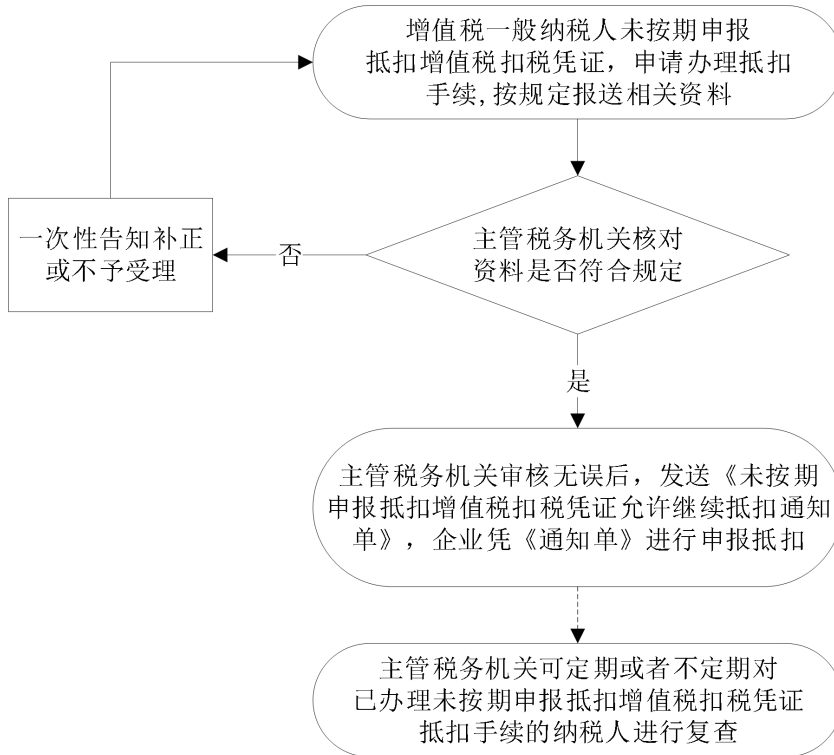 增值税一般纳税人未按期申报
抵扣增值税扣税凭证，申请办理抵扣
手续,按规定报送相关资料
主管税务机关核对
资料是否符合规定
否
一次性告知补正
或不予受理
是
主管税务机关审核无误后，发送《未按期
申报抵扣增值税扣税凭证允许继续抵扣通知
单》，企业凭《通知单》进行申报抵扣
主管税务机关可定期或者不定期对
已办理未按期申报抵扣增值税扣税凭证
抵扣手续的纳税人进行复查